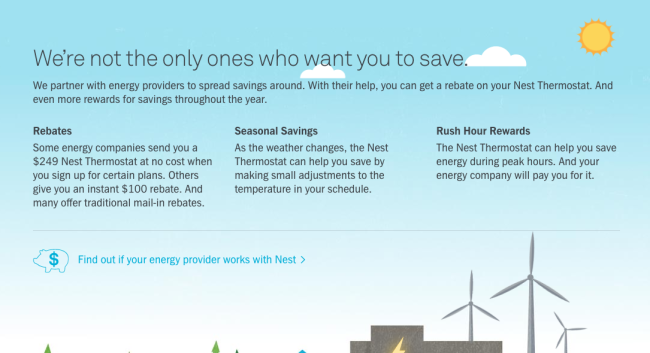 We're not the only ones who want you to save.
We partner with energy providers to spread savings around. With their help, you can get a rebate on your Nest Thermostat. And
even more rewards for savings throughout the year.
Rebates
Some energy companies send you a
$249 Nest Thermostat at no cost when
you sign up for certain plans. Others
give you an instant $100 rebate. And
many offer traditional mail-in rebates.
Seasonal Savings
As the weather changes, the Nest
Thermostat can help you save by
making small adjustments to the
temperature in your schedule.
Rush Hour Rewards
The Nest Thermostat can help you save
energy during peak hours. And your
energy company will pay you for it.
$
Find out if your energy provider works with Nest >